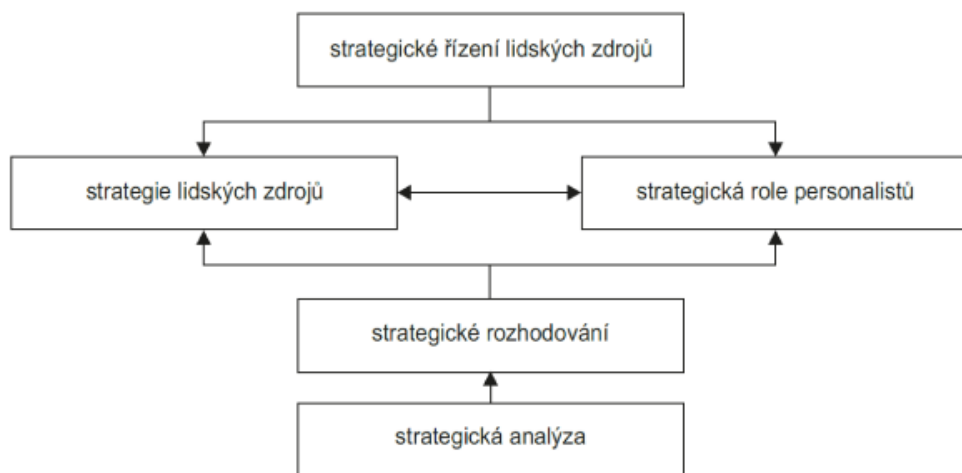 strategické řízení lidských zdrojů
strategie lidských zdrojů
strategická role personalistů
strategické rozhodování
strategická analýza